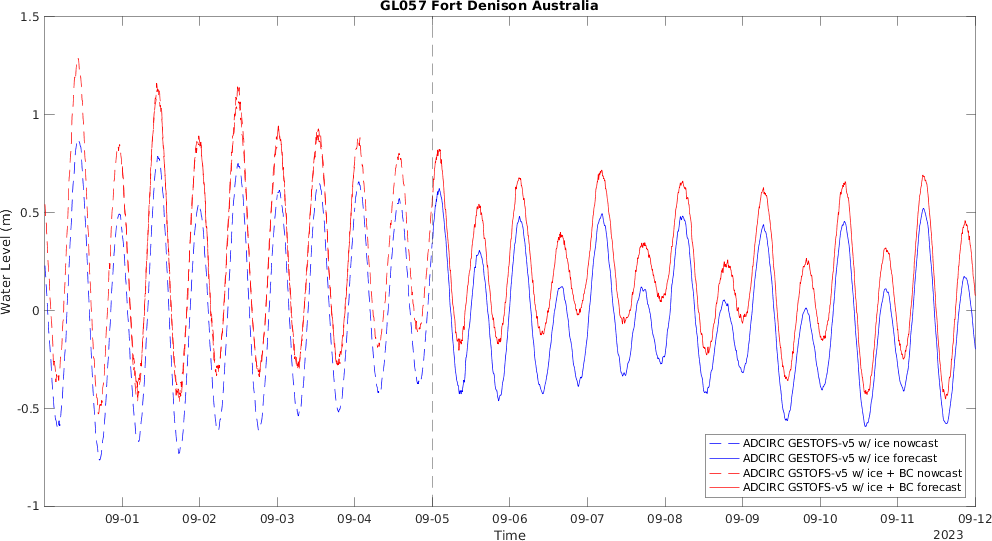 GL057 Fort Denison Australia
1.5
1
0.5
0
-0.5
-1
Water Level (m)
ADCIRC GESTOFS-v5 w/ ice nowcast
ADCIRC GESTOFS-v5 w/ ice forecast
ADCIRC GSTOFS-v5 w/ ice + BC nowcast
ADCIRC GSTOFS-v5 w/ ice + BC forecast
09-01 09-02 09-03 09-04 09-05 09-06 09-07 09-08 09-09 09-10 09-11 09-12
Time
2023